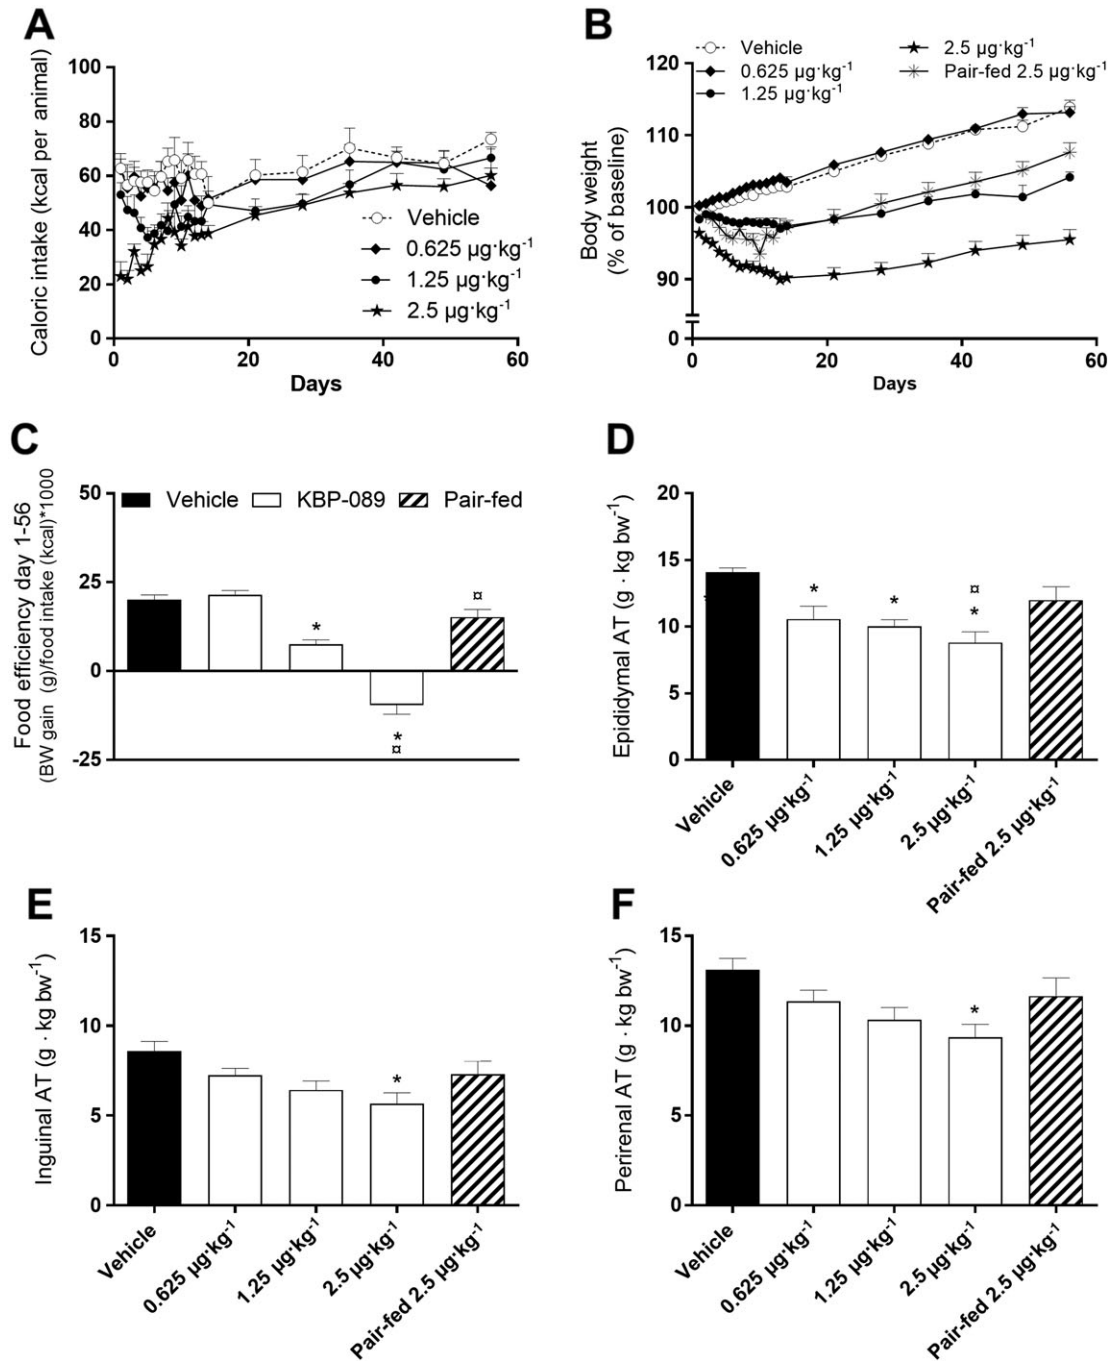 A
Caloric intake (kcal per animal)
100
80
60
40
20
0
0 20 40 60
Days
Vehicle
0.625 µg·kg⁻¹
1.25 µg·kg⁻¹
2.5 µg·kg⁻¹
B
Vehicle
0.625 µg·kg⁻¹
1.25 µg·kg⁻¹
2.5 µg·kg⁻¹
Pair-fed 2.5 µg·kg⁻¹
Body weight
(% of baseline)
120
110
100
90
0
0 20 40 60
Days
C
Food efficiency day 1-56
(BW gain (g)/food intake (kcal)*1000
50
25
0
-25
Vehicle KBP-089 Pair-fed
*
*
¤
¤
D
Epididymal AT (g · kg bw⁻¹)
20
15
10
5
0
*
*
¤
*
Vehicle
0.625 µg·kg⁻¹
1.25 µg·kg⁻¹
2.5 µg·kg⁻¹
Pair-fed 2.5 µg·kg⁻¹
E
Inguinal AT (g · kg bw⁻¹)
15
10
5
0
*
Vehicle
0.625 µg·kg⁻¹
1.25 µg·kg⁻¹
2.5 µg·kg⁻¹
Pair-fed 2.5 µg·kg⁻¹
F
Perirenal AT (g · kg bw⁻¹)
15
10
5
0
*
Vehicle
0.625 µg·kg⁻¹
1.25 µg·kg⁻¹
2.5 µg·kg⁻¹
Pair-fed 2.5 µg·kg⁻¹